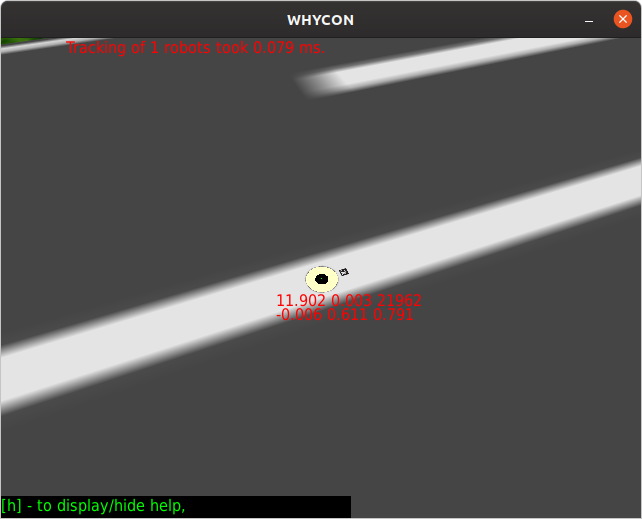 WHYCON
Tracking of 1 robots took 0.079 ms.
11.902 0.003 21962
-0.006 0.611 0.791
[h] - to display/hide help,